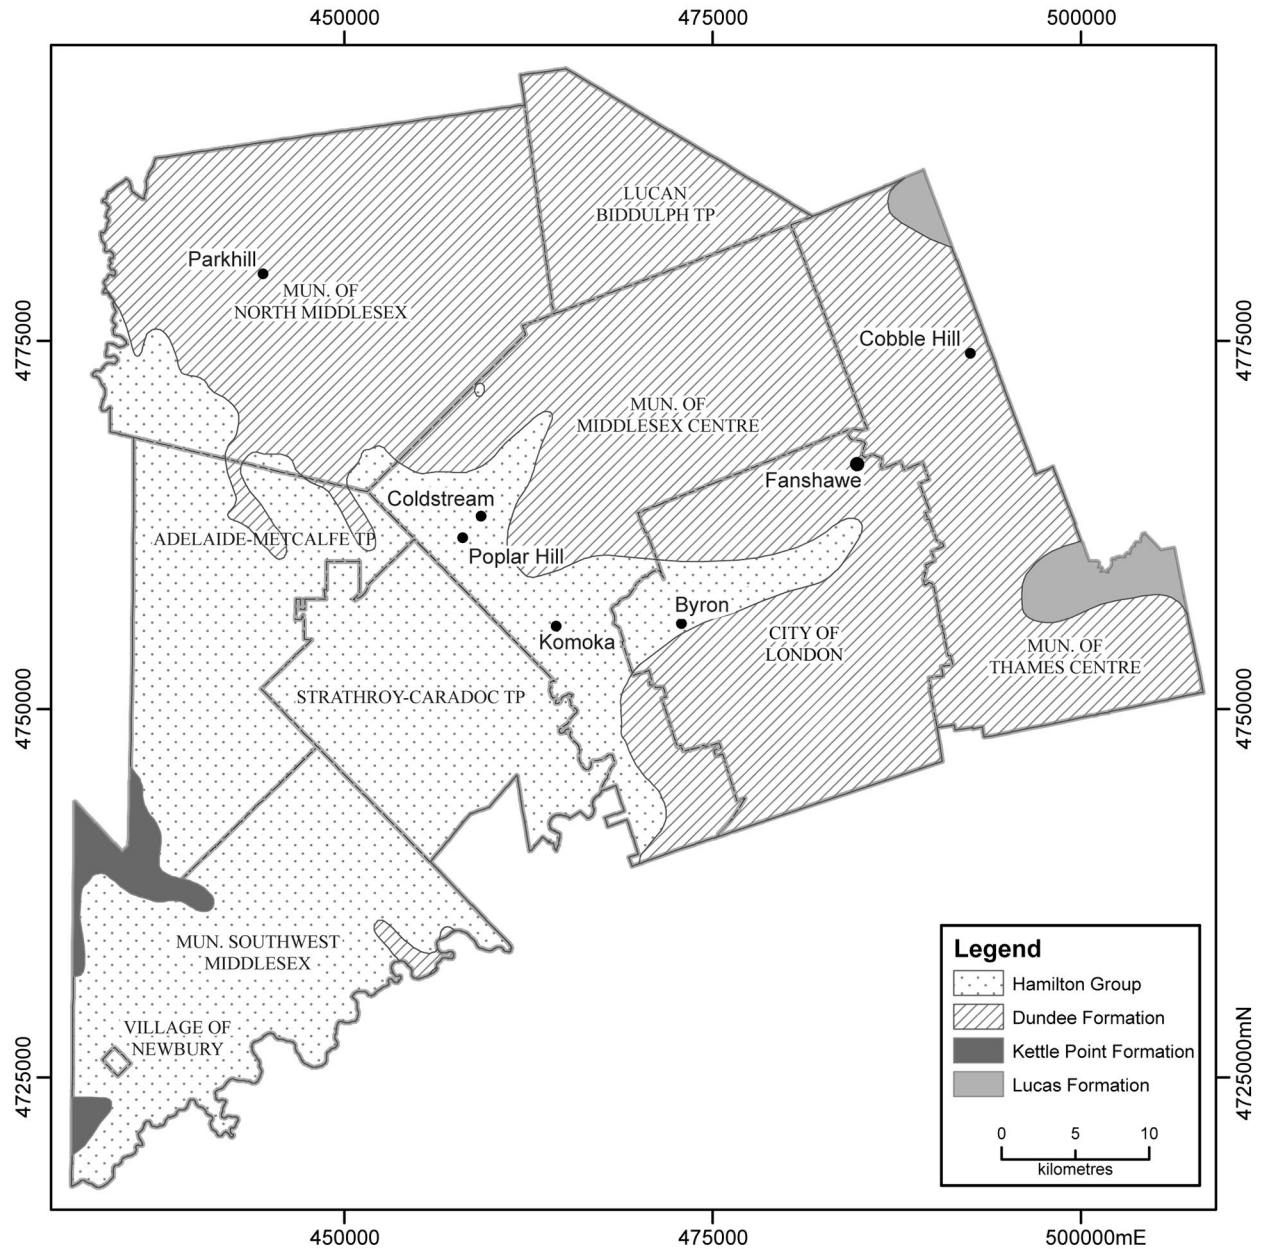 450000
475000
500000
LUCAN
BIDDULPH TP
Parkhill
MUN. OF
NORTH MIDDLESEX
4775000
4775000
Cobble Hill
MUN. OF
MIDDLESEX CENTRE
Fanshawe
Coldstream
ADELAIDE-METCALFE TP
Poplar Hill
Byron
Komoka
CITY OF
LONDON
MUN. OF
THAMES CENTRE
STRATHROY-CARADOC TP
4750000
4750000
MUN. SOUTHWEST
MIDDLESEX
VILLAGE OF
NEWBURY
4725000
4725000mN
Legend
Hamilton Group
Dundee Formation
Kettle Point Formation
Lucas Formation
0 5 10
kilometres
450000
475000
500000mE